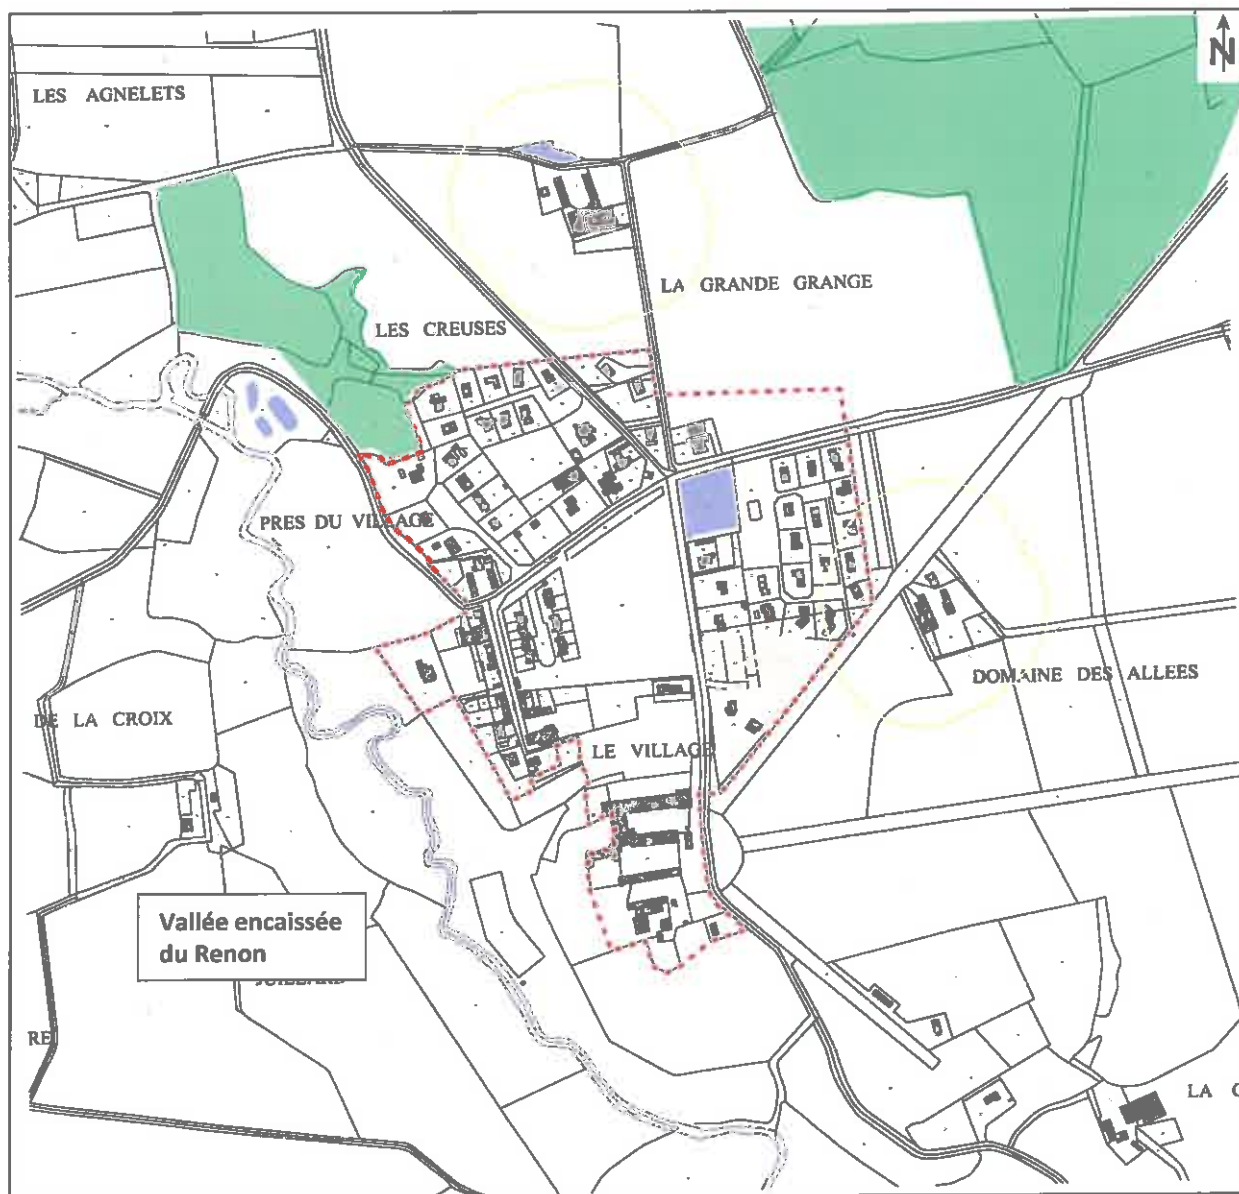 N
LES AGNELETS
LA GRANDE GRANGE
LES CREUSES
PRES DU VILLAGE
DOMAINE DES ALLEES
DE LA CROIX
LE VILLAGE
Vallée encaissée
du Renon
RE
LA